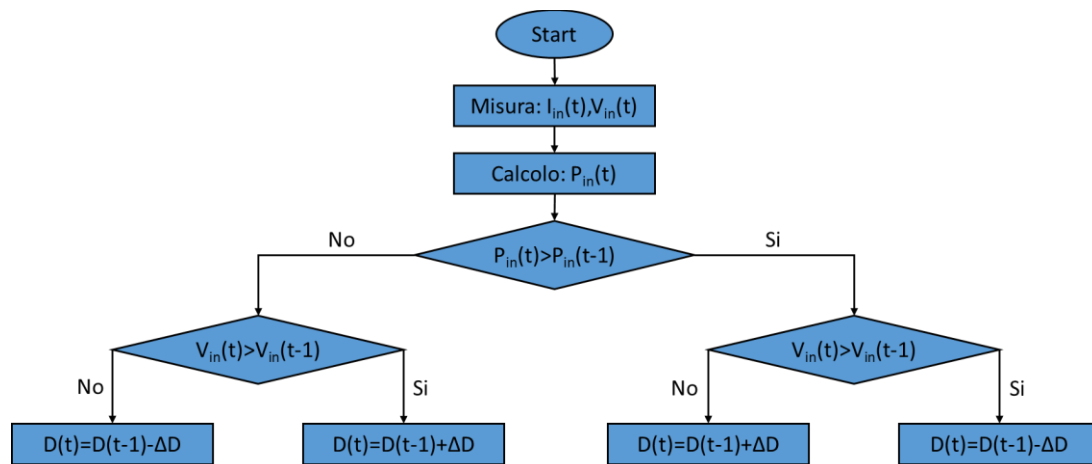 Start
Misura: Iin(t),Vin(t)
Calcolo: Pin(t)
No
Si
Pin(t)>Pin(t-1)
Vin(t)>Vin(t-1)
Vin(t)>Vin(t-1)
No
Si
No
Si
D(t)=D(t-1)-ΔD
D(t)=D(t-1)+ΔD
D(t)=D(t-1)+ΔD
D(t)=D(t-1)-ΔD